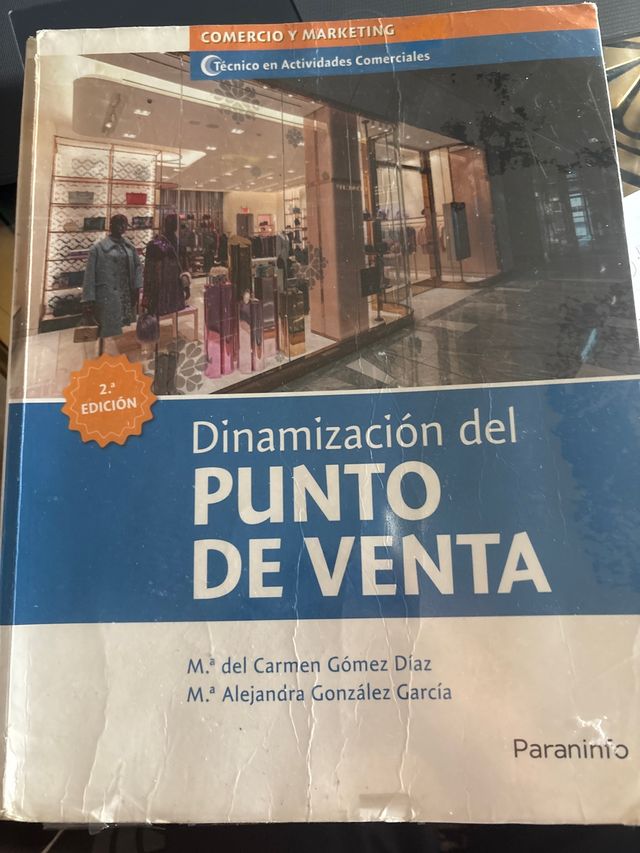 COMERCIO Y MARKETING
Técnico en Actividades Comerciales
2.ª
EDICIÓN
Dinamización del
PUNTO
DE VENTA
M.ª del Carmen Gómez Díaz
M.ª Alejandra González García
Paraninfo